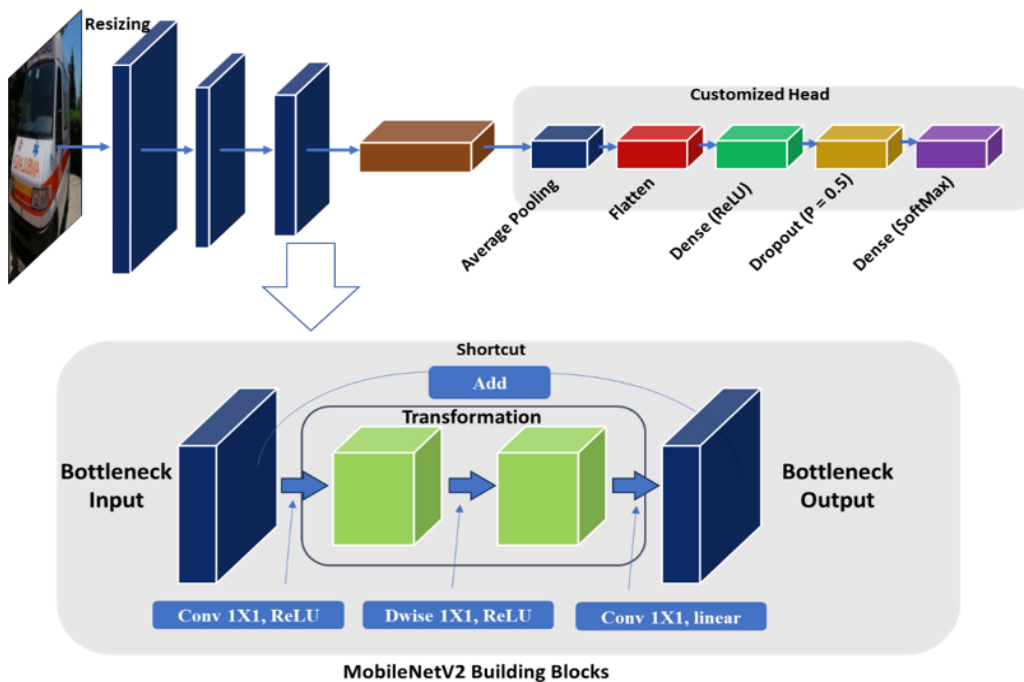 Resizing
Customized Head
Average Pooling
Flatten
Dense (ReLU)
Dropout (P = 0.5)
Dense (SoftMax)
Shortcut
Add
Transformation
Bottleneck
Input
Bottleneck
Output
Conv 1X1, ReLU
Dwise 1X1, ReLU
Conv 1X1, linear
MobileNetV2 Building Blocks